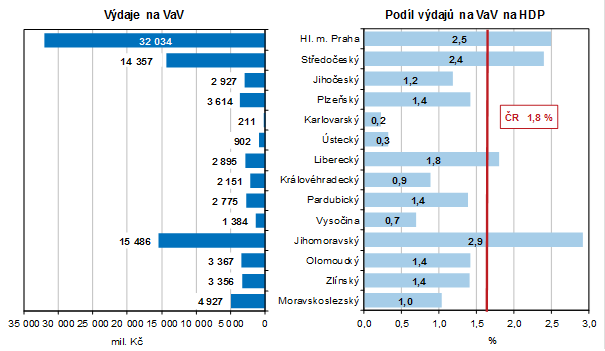 Výdaje na VaV
Podíl výdajů na VaV na HDP
32 034 Hl. m. Praha 2,5
14 357 Středočeský 2,4
2 927 Jihočeský 1,2
3 614 Plzeňský 1,4
211 Karlovarský 0,2
ČR 1,8 %
902 Ústecký 0,3
2 895 Liberecký 1,8
2 151 Královéhradecký 0,9
2 775 Pardubický 1,4
1 384 Vysočina 0,7
15 486 Jihomoravský 2,9
3 367 Olomoucký 1,4
3 356 Zlínský 1,4
4 927 Moravskoslezský 1,0
35 000 30 000 25 000 20 000 15 000 10 000 5 000 0
0,0 0,5 1,0 1,5 2,0 2,5 3,0
mil. Kč
%